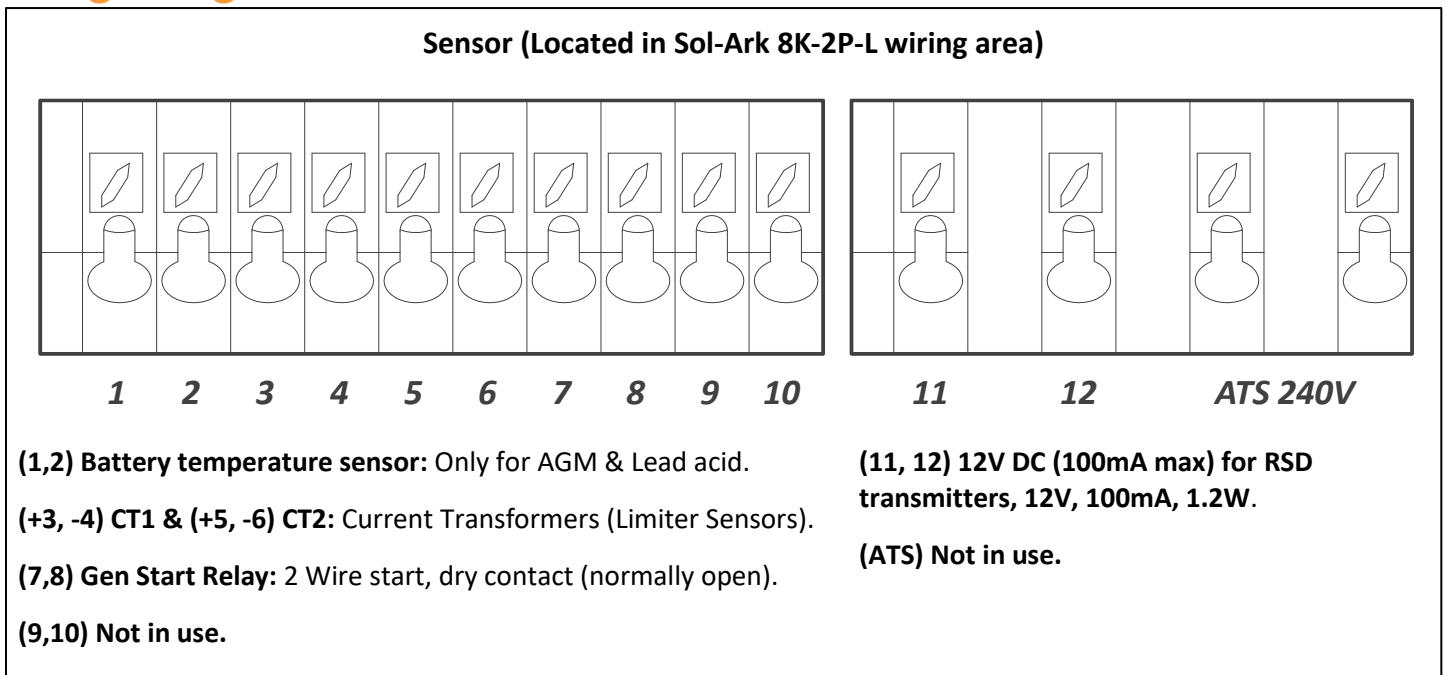 Sensor (Located in Sol-Ark 8K-2P-L wiring area)
1 2 3 4 5 6 7 8 9 10 11 12 ATS 240V
(1,2) Battery temperature sensor: Only for AGM & Lead acid.
(+3, -4) CT1 & (+5, -6) CT2: Current Transformers (Limiter Sensors).
(7,8) Gen Start Relay: 2 Wire start, dry contact (normally open).
(9,10) Not in use.
(11, 12) 12V DC (100mA max) for RSD
transmitters, 12V, 100mA, 1.2W.
(ATS) Not in use.